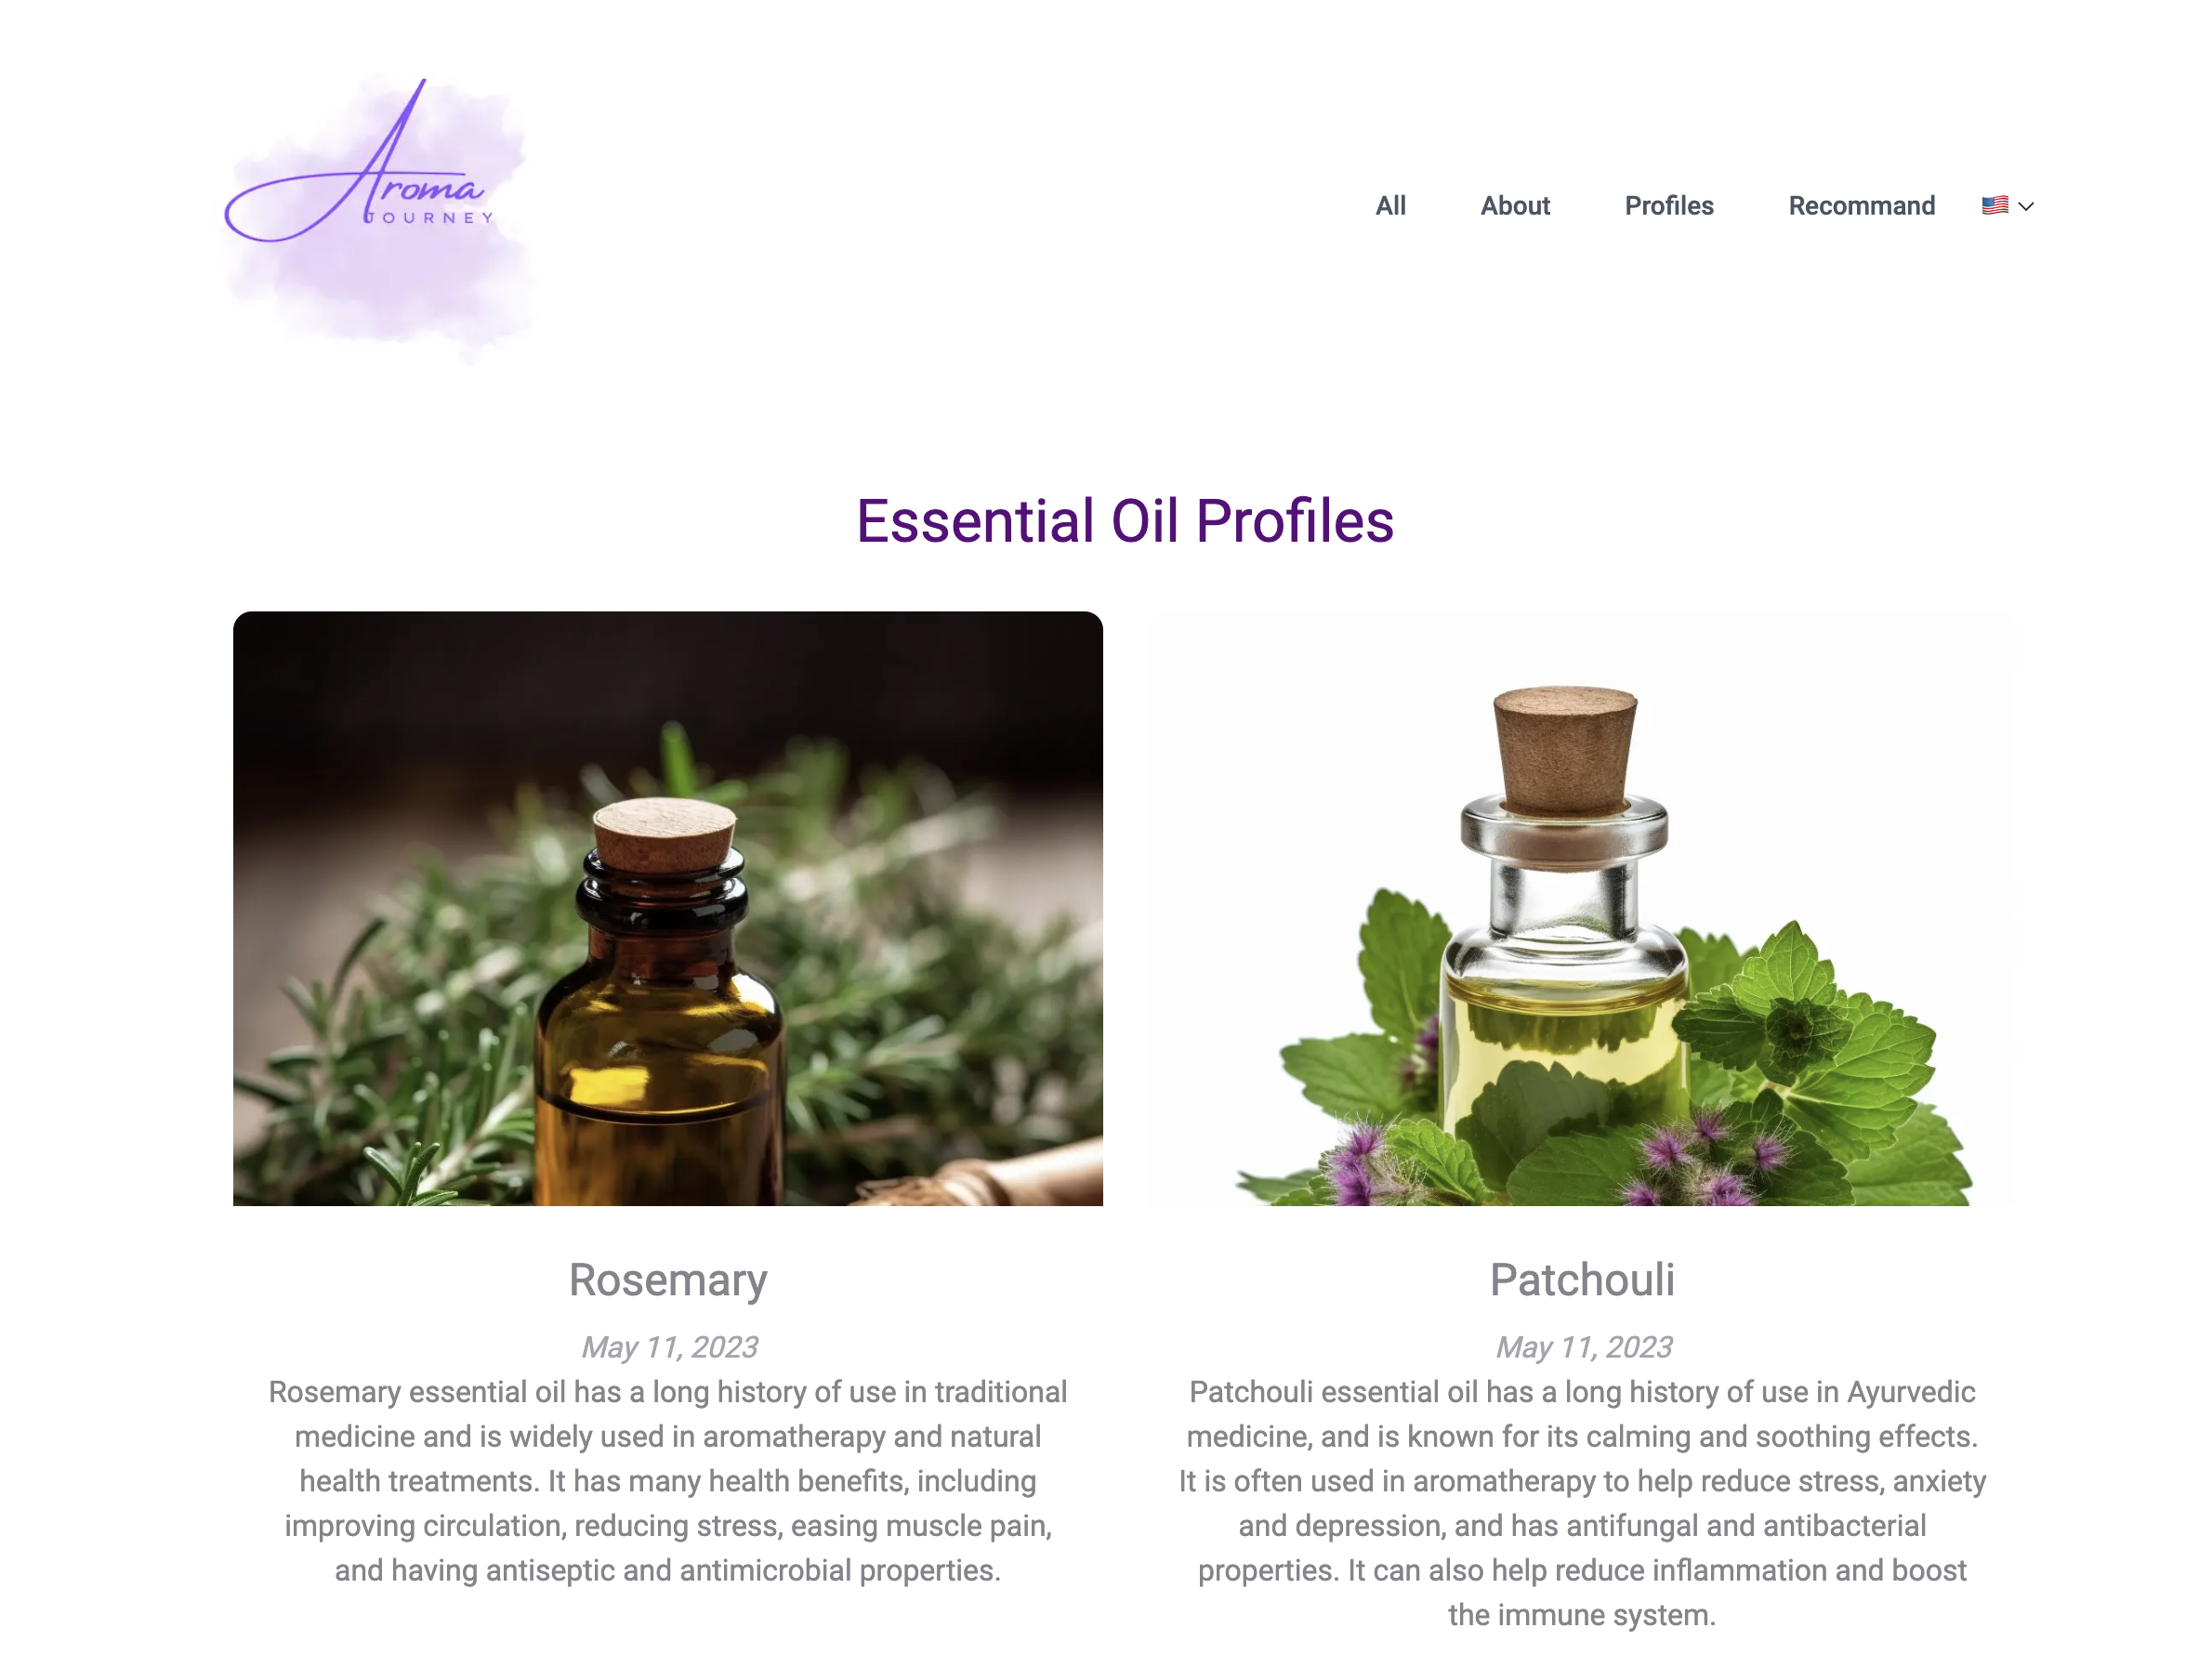 Aroma
JOURNEY
All About Profiles Recommand
Essential Oil Profiles
Rosemary
May 11, 2023
Rosemary essential oil has a long history of use in traditional
medicine and is widely used in aromatherapy and natural
health treatments. It has many health benefits, including
improving circulation, reducing stress, easing muscle pain,
and having antiseptic and antimicrobial properties.
Patchouli
May 11, 2023
Patchouli essential oil has a long history of use in Ayurvedic
medicine, and is known for its calming and soothing effects.
It is often used in aromatherapy to help reduce stress, anxiety
and depression, and has antifungal and antibacterial
properties. It can also help reduce inflammation and boost
the immune system.